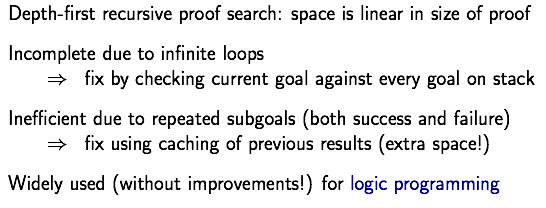 Depth-first recursive proof search: space is linear in size of proof
Incomplete due to infinite loops
⇒ fix by checking current goal against every goal on stack
Inefficient due to repeated subgoals (both success and failure)
⇒ fix using caching of previous results (extra space!)
Widely used (without improvements!) for logic programming